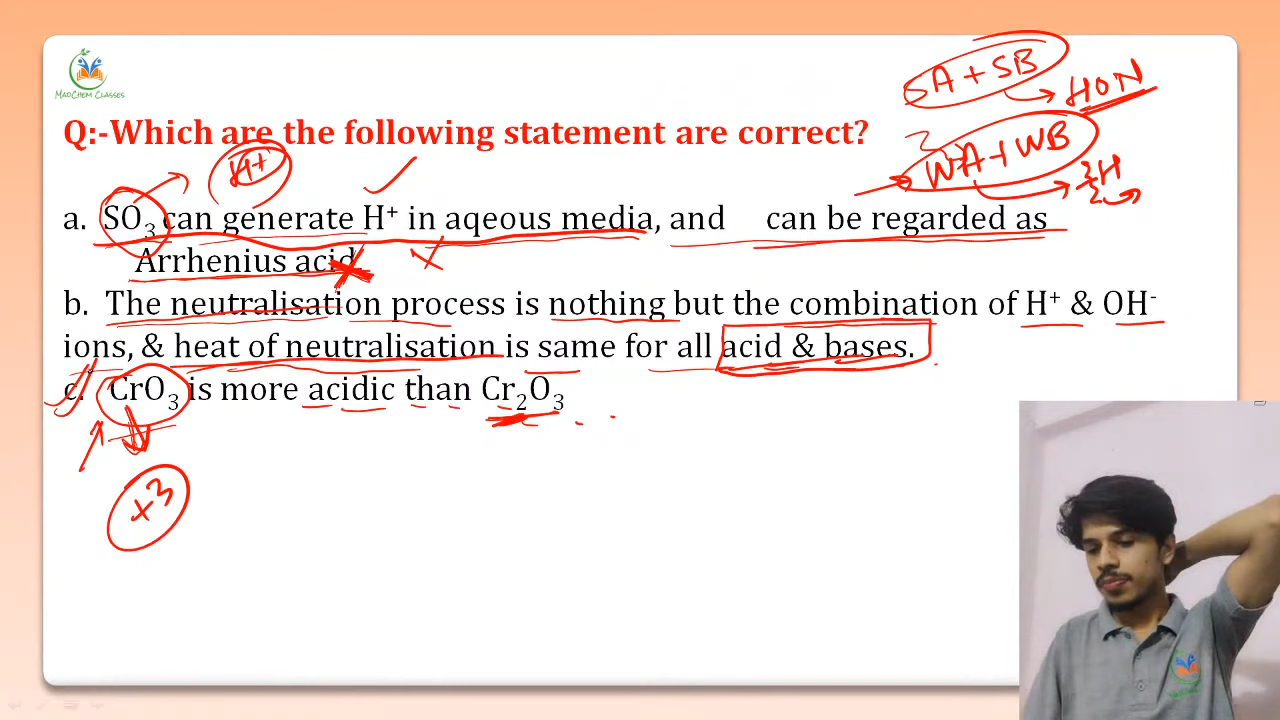 MADCHEM CLASSES
SA + SB
HON
Q:-Which are the following statement are correct?
H+
WA + WB
H
a. SO₃ can generate H⁺ in aqeous media, and can be regarded as
Arrhenius acid
b. The neutralisation process is nothing but the combination of H⁺ & OH⁻
ions, & heat of neutralisation is same for all acid & bases.
c. CrO₃ is more acidic than Cr₂O₃
+3